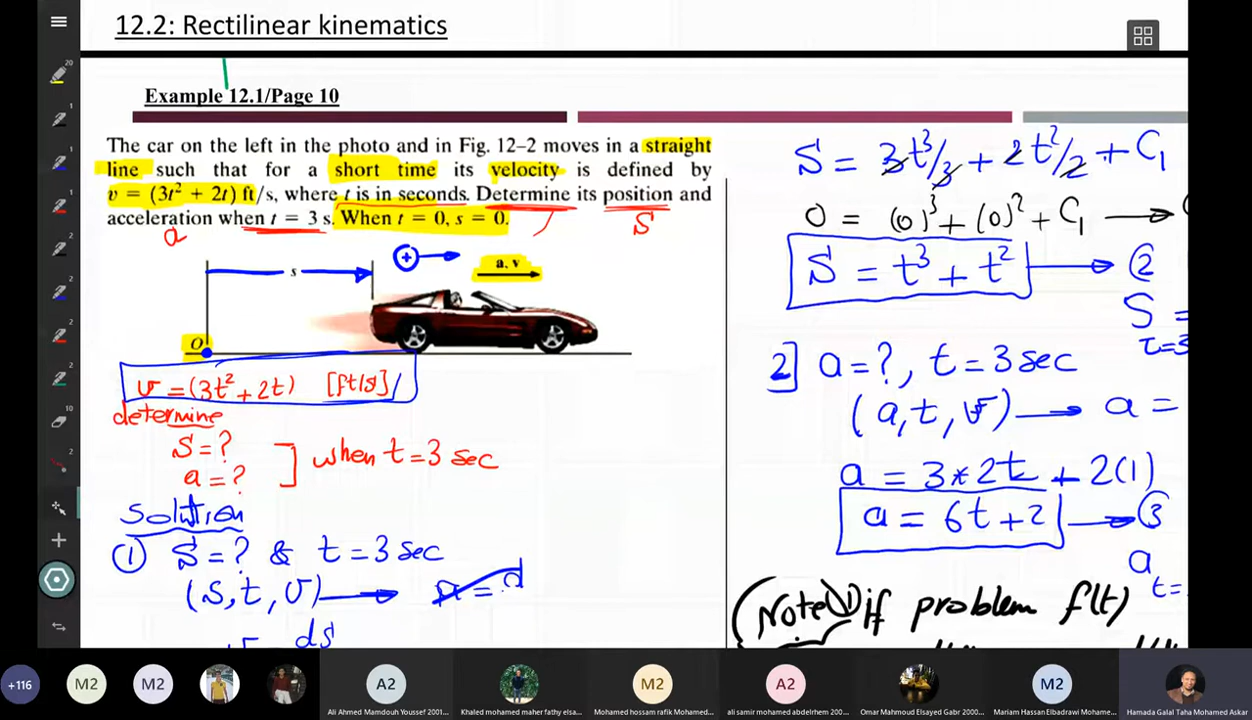 12.2: Rectilinear kinematics
Example 12.1/Page 10
The car on the left in the photo and in Fig. 12–2 moves in a straight
line such that for a short time its velocity is defined by
v = (3t² + 2t) ft/s, where t is in seconds. Determine its position and
acceleration when t = 3 s. When t = 0, s = 0.
a
S
s
a, v
O
v = (3t² + 2t) [ft/s]
determine
S = ?
a = ?
when t = 3 sec
Solution
① S = ? & t = 3 sec
(S, t, v)
ds
S = 3t³/3 + 2t²/2 + C₁
0 = (0)³ + (0)² + C₁
S = t³ + t² → ②
S =
t=3
2] a = ?, t = 3 sec
(a, t, v) → a =
a = 3*2t + 2(1)
a = 6t + 2 → ③
a
t=
Note 1 if problem f(t)
+116
M2
M2
A2
M2
A2
M2
Ali Ahmed Mamdouh Youssef 2001...
Khaled mohamed maher fathy elsa...
Mohamed hossam rafik Mohamed...
ali samir mohamed abdelrhem 200...
Omar Mahmoud Elsayed Gabr 2000...
Mariam Hesham Elbadrawi Mohame...
Hamada Galal Taha Mohamed Askar